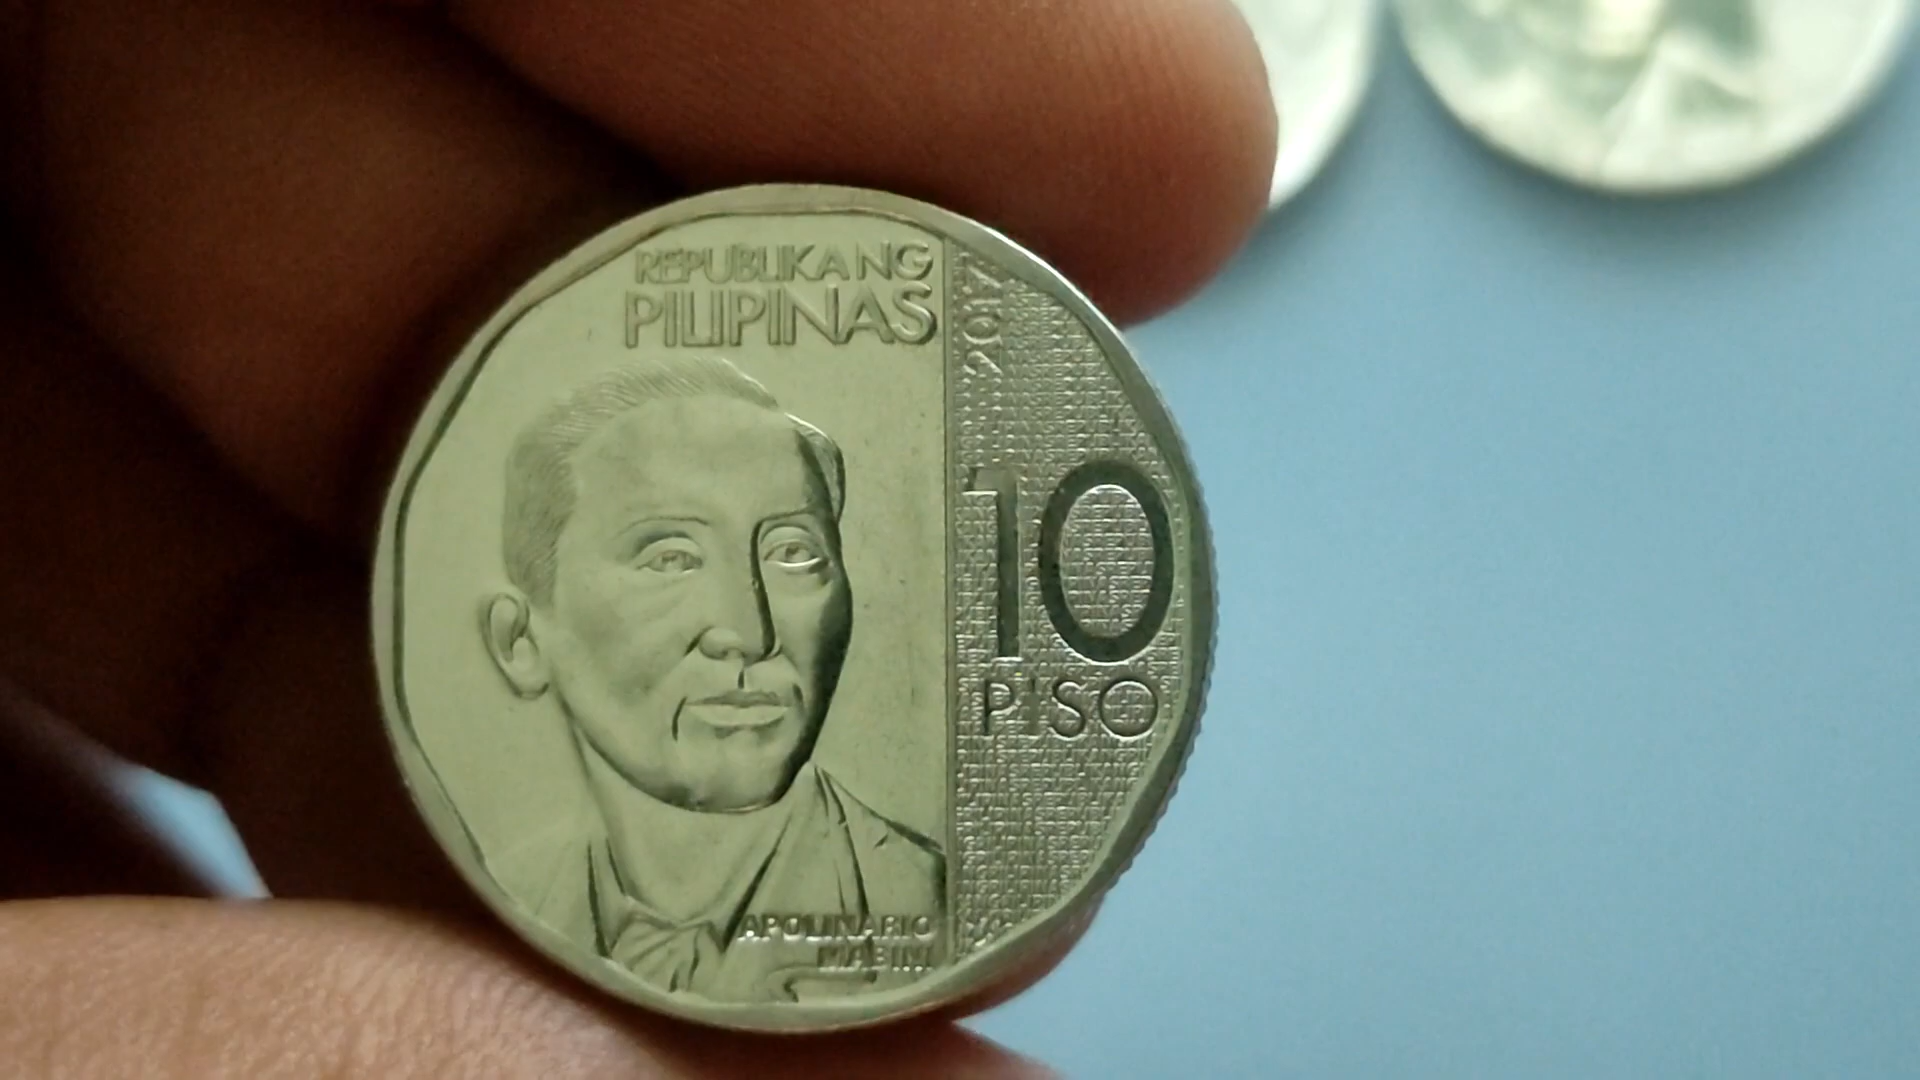 REPUBLIKA NG
PILIPINAS
2017
10
PISO
APOLINARIO
MABINI